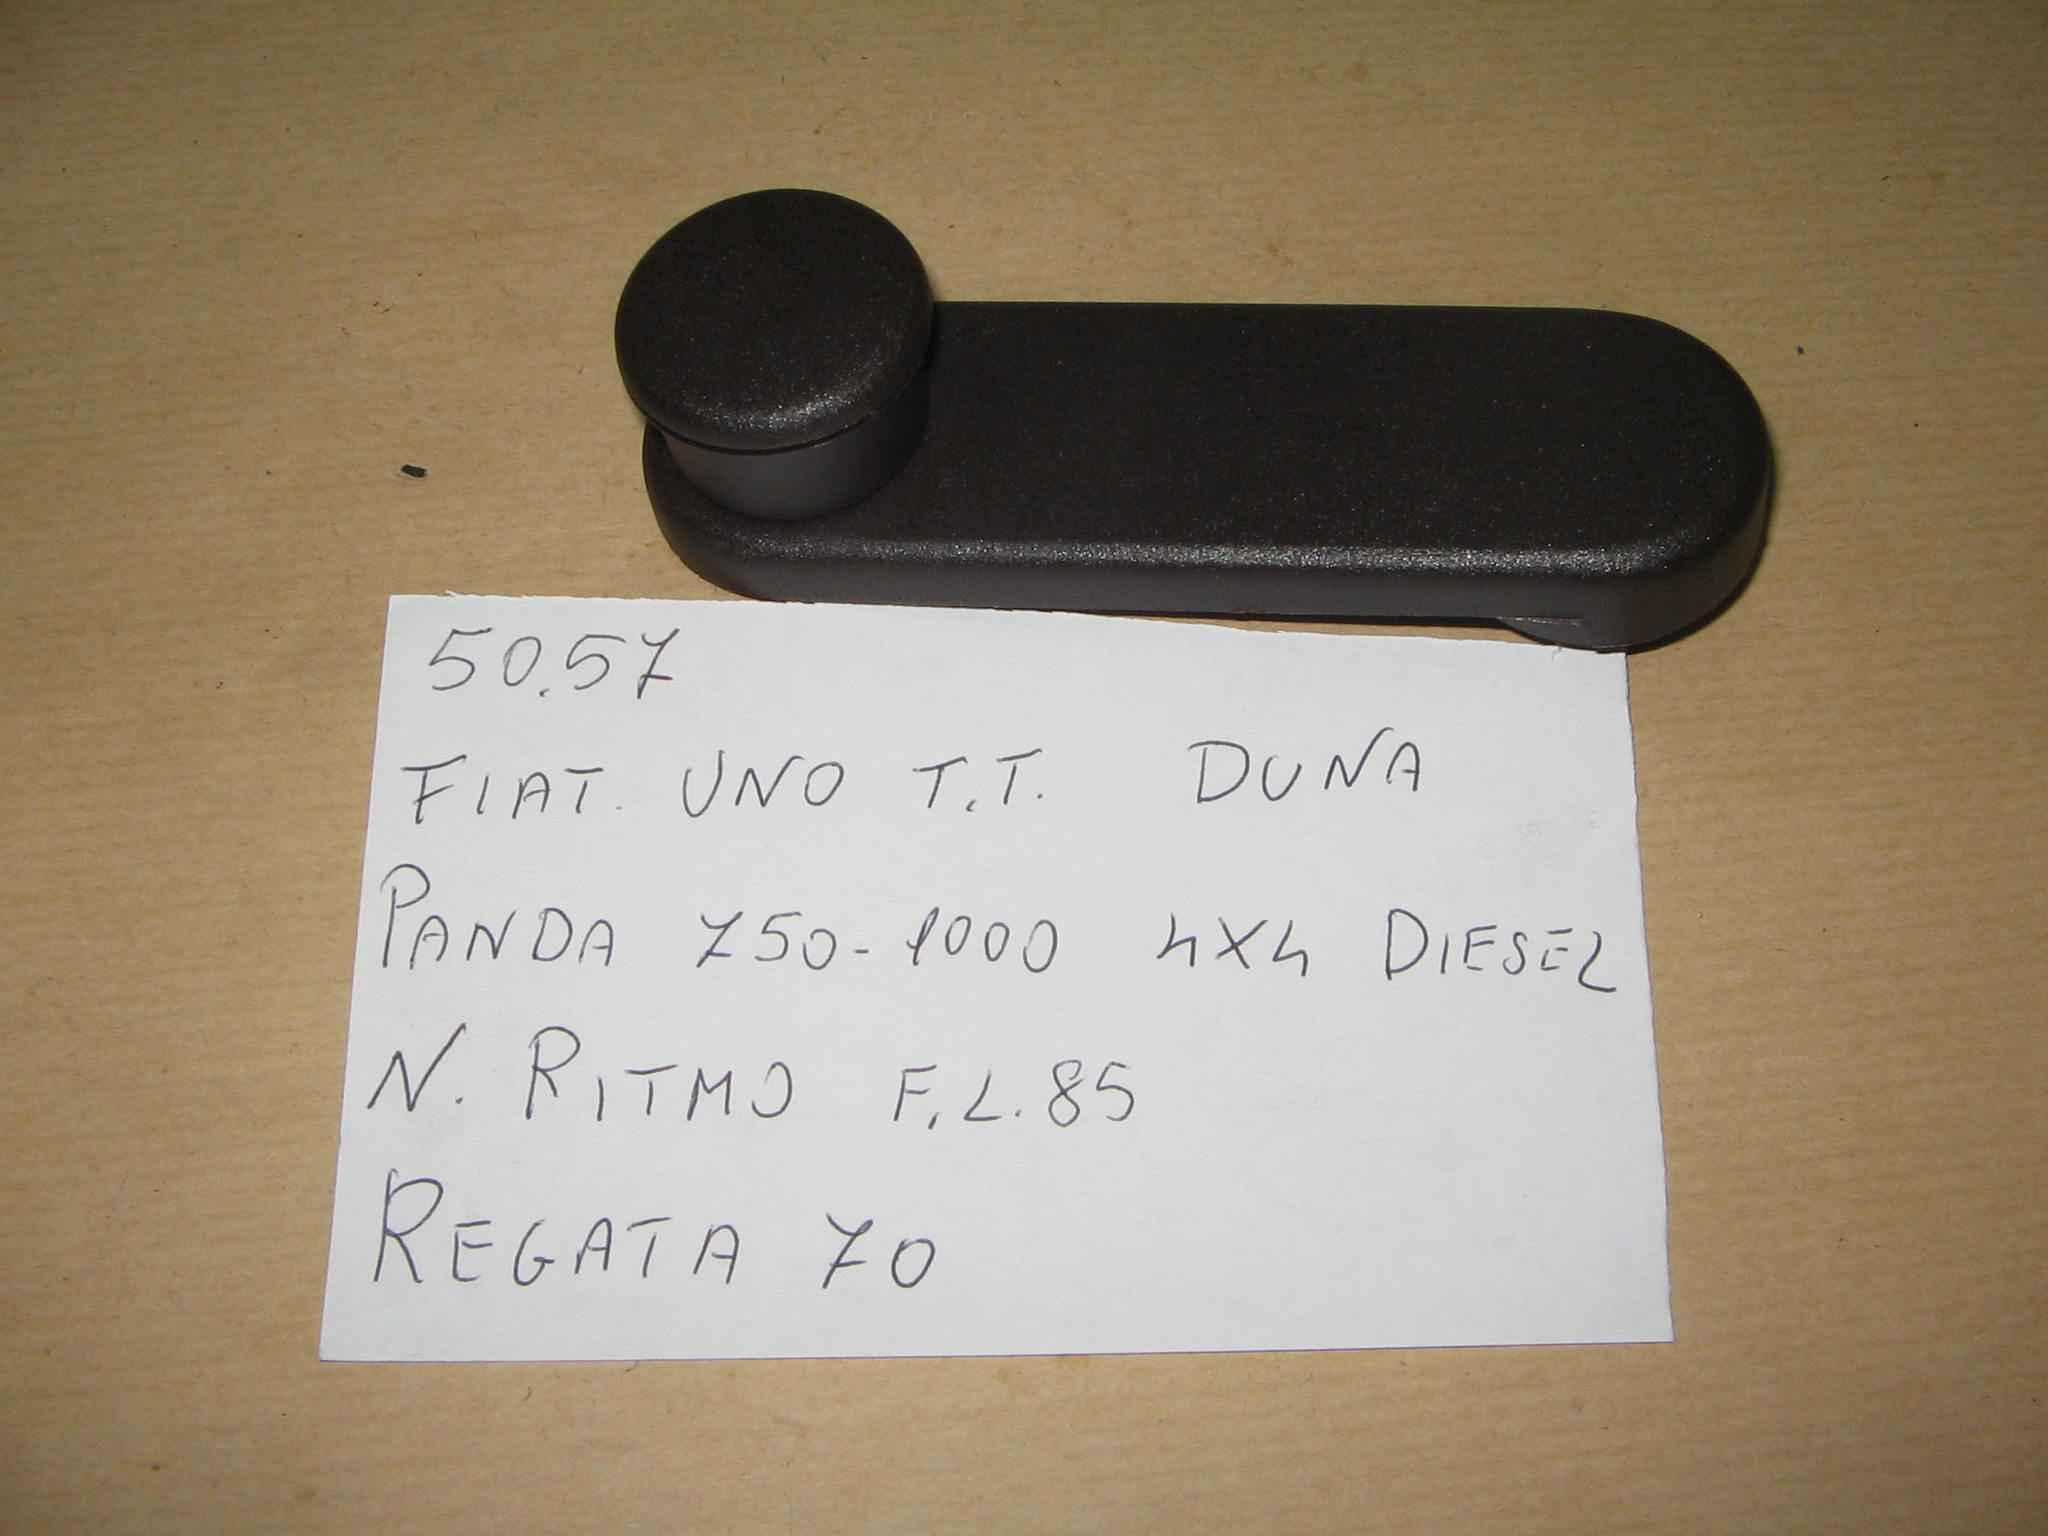 50.57
FIAT. UNO T.T. DUNA
PANDA 750-1000 4X4 DIESEL
N. RITMO F.L.85
REGATA 70